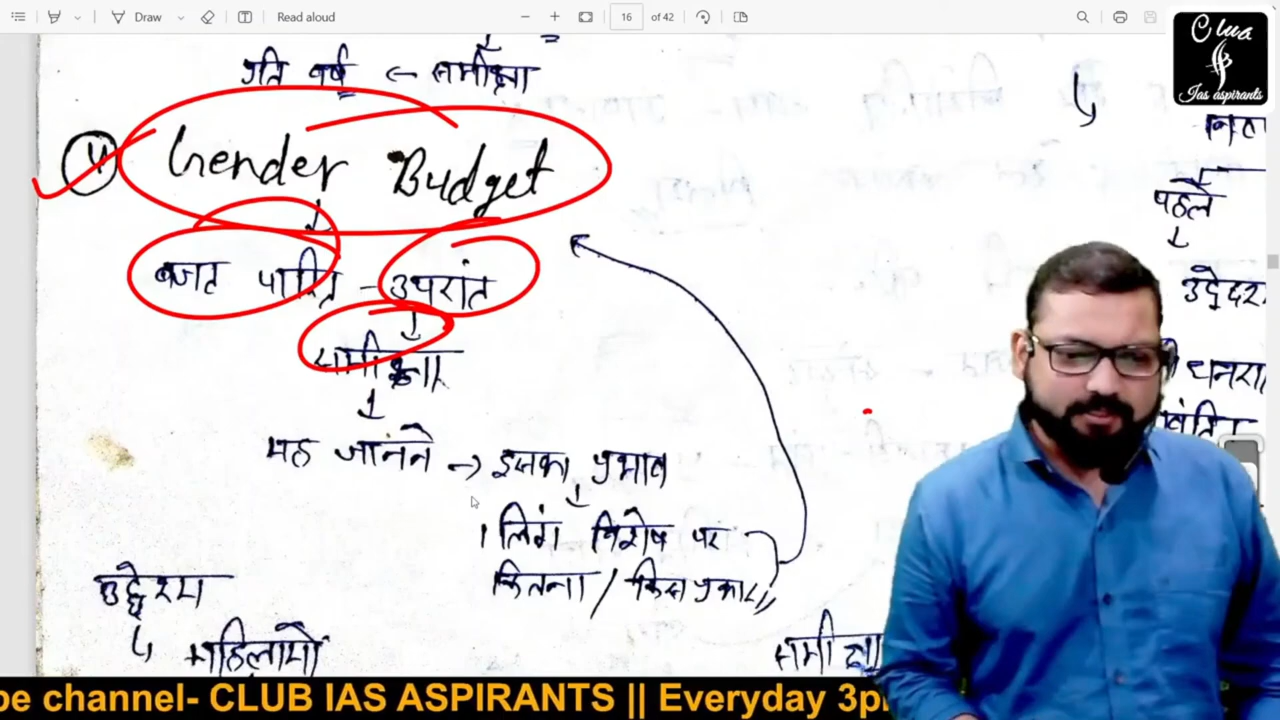 Draw
Read aloud
16 of 42
Club
Ias aspirants
प्रति वर्ष ← समीक्षा
4 Gender Budget
↓
बजट पारित - उपरांत
↓
समीक्षा
↓
यह जानने → इसका प्रभाव
↓
लिंग विशेष पर
कितना / किस प्रकार
उद्देश्य
↳ महिलाओं
समीक्षा
पहले
↓
उद्देश्य
be channel- CLUB IAS ASPIRANTS || Everyday 3p